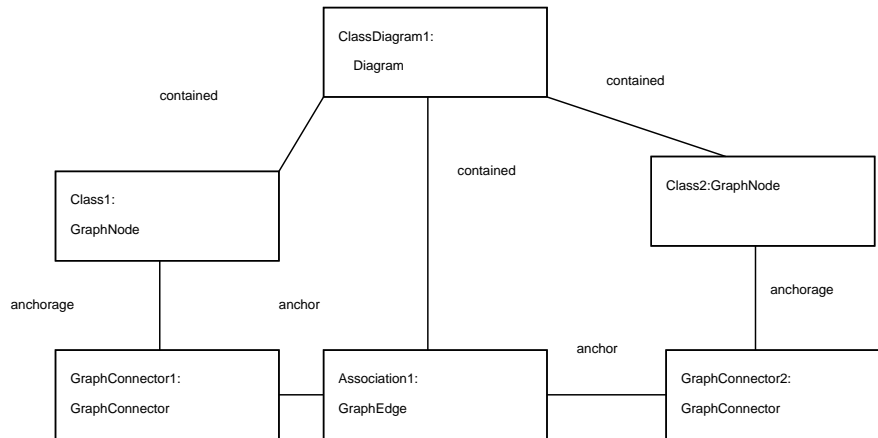 ClassDiagram1:
Diagram
contained
contained
contained
Class1:
GraphNode
Class2:GraphNode
anchorage
anchor
anchorage
anchor
GraphConnector1:
GraphConnector
Association1:
GraphEdge
GraphConnector2:
GraphConnector